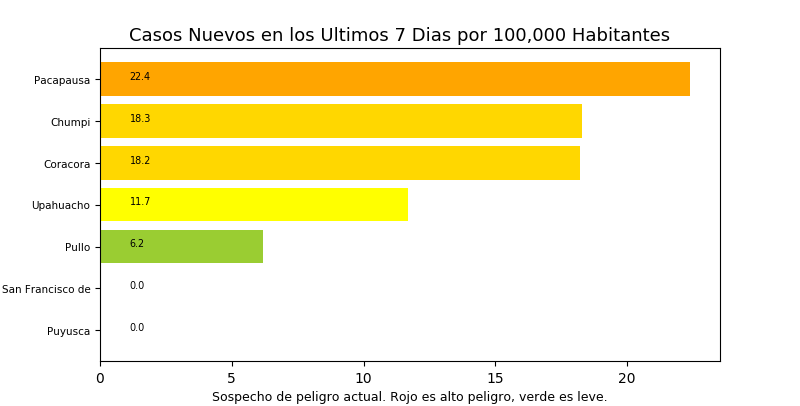 Casos Nuevos en los Ultimos 7 Dias por 100,000 Habitantes
Pacapausa 22.4
Chumpi 18.3
Coracora 18.2
Upahuacho 11.7
Pullo 6.2
San Francisco de 0.0
Puyusca 0.0
0 5 10 15 20
Sospecho de peligro actual. Rojo es alto peligro, verde es leve.